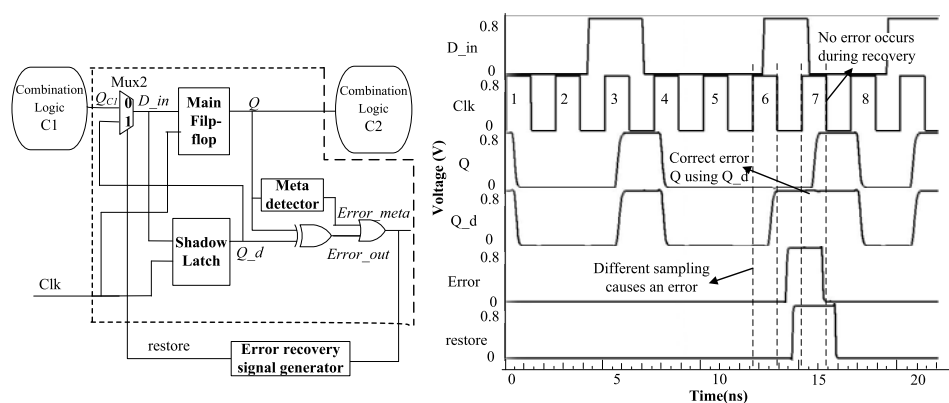 Mux2
Combination
Logic
C1
Q_C1
0
1
D_in
Main
Filp-
flop
Q
Combination
Logic
C2
Meta
detector
Error_meta
Shadow
Latch
Q_d
Error_out
Clk
restore
Error recovery
signal generator
Voltage (V)
0.8
D_in
0
No error occurs
during recovery
0.8
Clk
0
1 2 3 4 5 6 7 8
0.8
Q
0
Correct error
Q using Q_d
0.8
Q_d
0
0.8
Error
0
Different sampling
causes an error
0.8
restore
0
0 5 10 15 20
Time(ns)